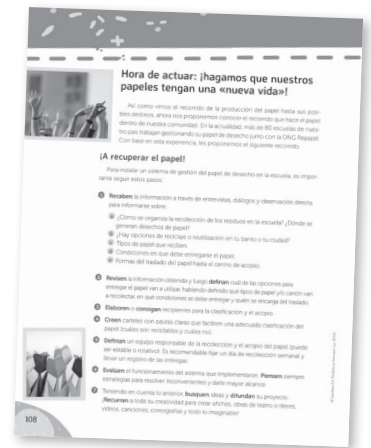 Hora de actuar: ¡hagamos que nuestros
papeles tengan una «nueva vida»!
Así como vimos el recorrido de la producción del papel hasta sus posi-
bles destinos, ahora nos proponemos conocer el recorrido que hace el papel
dentro de nuestra comunidad. En la actualidad, más de 80 escuelas de nues-
tro país trabajan gestionando su papel de desecho junto con la ONG Repapel.
Con base en esta experiencia, les proponemos el siguiente recorrido.
¡A recuperar el papel!
Para instalar un sistema de gestión del papel de desecho en la escuela, es impor-
tante seguir estos pasos:
1 Recaben la información a través de entrevistas, diálogos y observación directa
para informarse sobre:
¿Cómo se organiza la recolección de los residuos en la escuela? ¿Dónde se
generan desechos de papel?
¿Hay opciones de reciclaje o reutilización en tu barrio o tu ciudad?
Tipos de papel que reciben.
Condiciones en que debe entregarse el papel.
Formas del traslado del papel hasta el centro de acopio.
2 Revisen la información obtenida y luego definan cuál de las opciones para
entregar el papel van a utilizar, habiendo definido qué tipos de papel y/o cartón van
a recolectar, en qué condiciones se debe entregar y quién se encarga del traslado.
3 Elaboren o consigan recipientes para la clasificación y el acopio.
4 Creen carteles con pautas claras que faciliten una adecuada clasificación del
papel (cuáles son reciclables y cuáles no).
5 Definan un equipo responsable de la recolección y el acopio del papel (puede
ser estable o rotativo). Es recomendable fijar un día de recolección semanal y
llevar un registro de las entregas.
6 Evalúen el funcionamiento del sistema que implementaron. Piensen siempre
estrategias para resolver inconvenientes y darle mayor alcance.
7 Teniendo en cuenta lo anterior, busquen ideas y difundan su proyecto.
¡Recurran a toda su creatividad para crear afiches, obras de teatro o títeres,
videos, canciones, coreografías y todo lo imaginable!
108